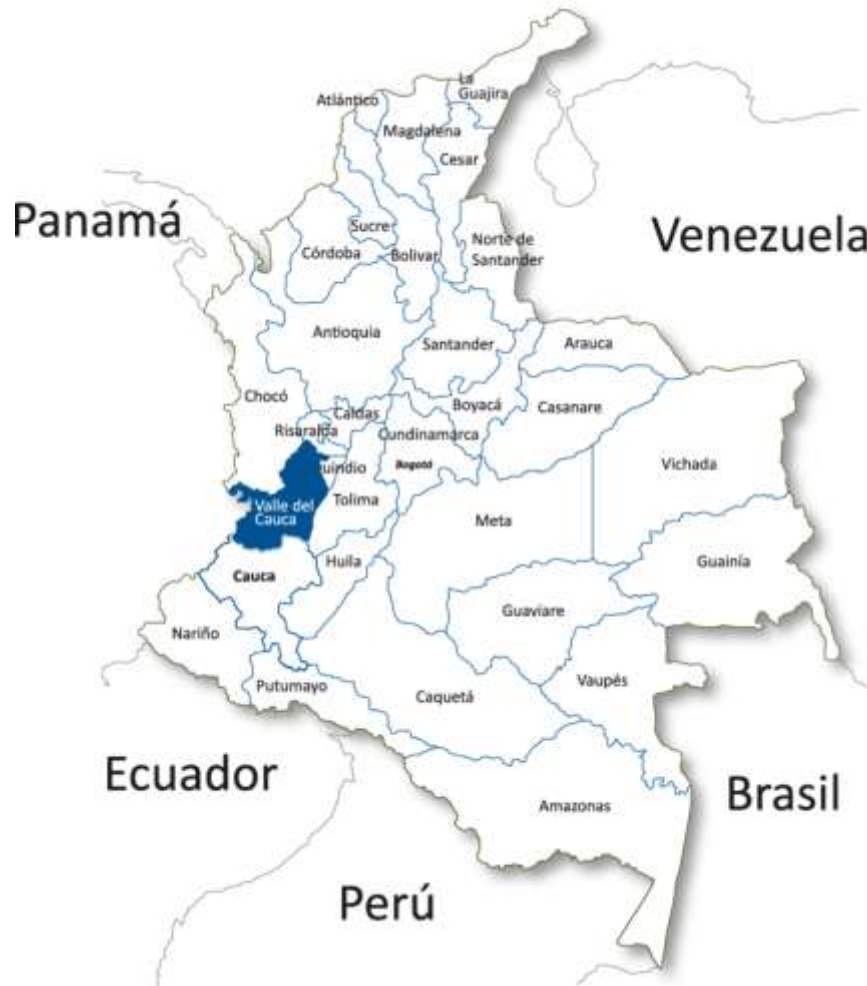 La
Guajira
Atlántico
Magdalena
Cesar
Panamá
Sucre
Córdoba
Bolivar
Norte de
Santander
Venezuela
Antioquia
Santander
Arauca
Chocó
Caldas
Boyacá
Casanare
Risaralda
Cundinamarca
Bogotá
uindio
Vichada
Tolima
Valle del
Cauca
Meta
Huila
Guainía
Cauca
Guaviare
Nariño
Vaupés
Putumayo
Caquetá
Ecuador
Brasil
Amazonas
Perú